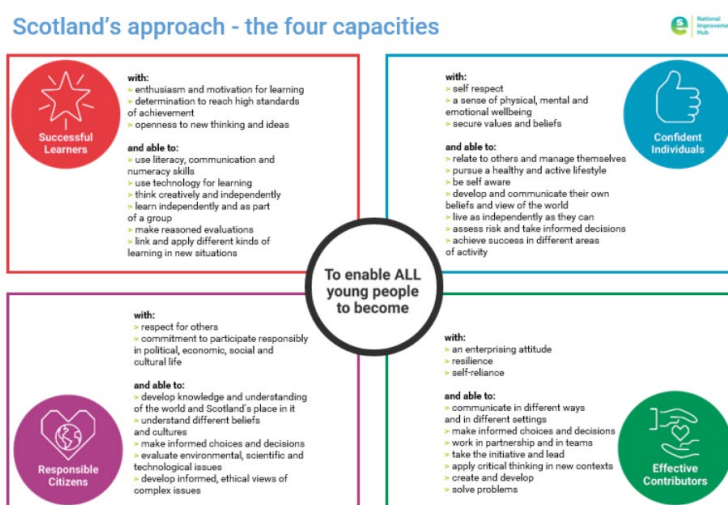 Scotland's approach - the four capacities
National
Improvement
Hub
Successful
Learners
with:
> enthusiasm and motivation for learning
> determination to reach high standards
of achievement
> openness to new thinking and ideas
and able to:
> use literacy, communication and
numeracy skills
> use technology for learning
> think creatively and independently
> learn independently and as part
of a group
> make reasoned evaluations
> link and apply different kinds of
learning in new situations
with:
> self respect
> a sense of physical, mental and
emotional wellbeing
> secure values and beliefs
and able to:
> relate to others and manage themselves
> pursue a healthy and active lifestyle
> be self aware
> develop and communicate their own
beliefs and view of the world
> live as independently as they can
> assess risk and take informed decisions
> achieve success in different areas
of activity
Confident
Individuals
To enable ALL
young people
to become
Responsible
Citizens
with:
> respect for others
> commitment to participate responsibly
in political, economic, social and
cultural life
and able to:
> develop knowledge and understanding
of the world and Scotland's place in it
> understand different beliefs
and cultures
> make informed choices and decisions
> evaluate environmental, scientific and
technological issues
> develop informed, ethical views of
complex issues
with:
> an enterprising attitude
> resilience
> self-reliance
and able to:
> communicate in different ways
and in different settings
> make informed choices and decisions
> work in partnership and in teams
> take the initiative and lead
> apply critical thinking in new contexts
> create and develop
> solve problems
Effective
Contributors